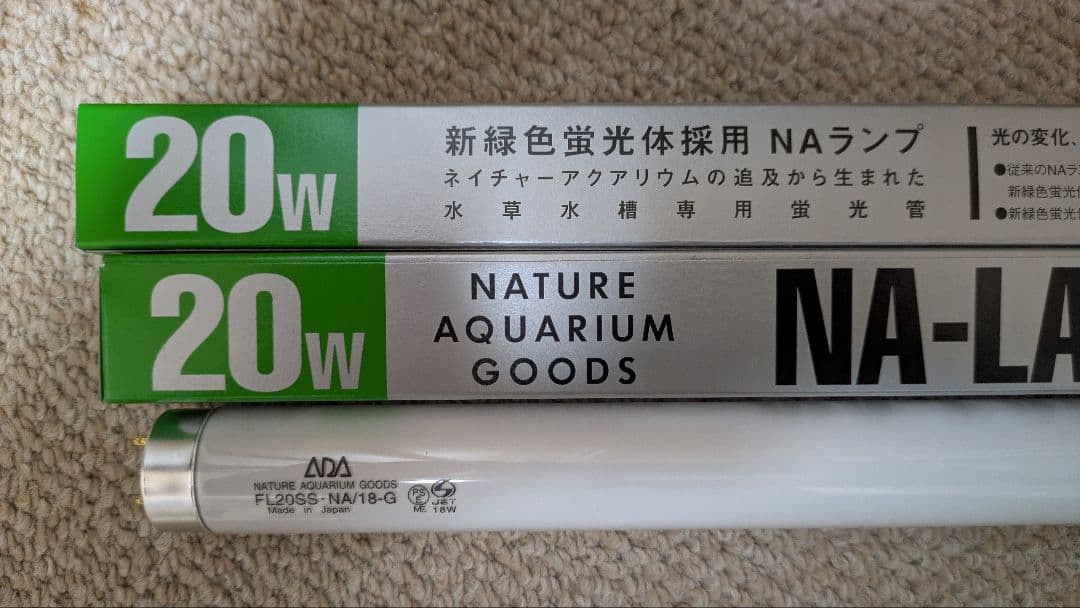 20W
新緑色蛍光体採用 NAランプ
ネイチャーアクアリウムの追及から生まれた
水草水槽専用蛍光管
光の変化、
●従来のNAラ
新緑色蛍光
●新緑色蛍光
20W
NATURE
AQUARIUM
GOODS
NA-LA
ADA
NATURE AQUARIUM GOODS
FL20SS・NA/18-G
Made in Japan
PS
E
ME
JET
18W